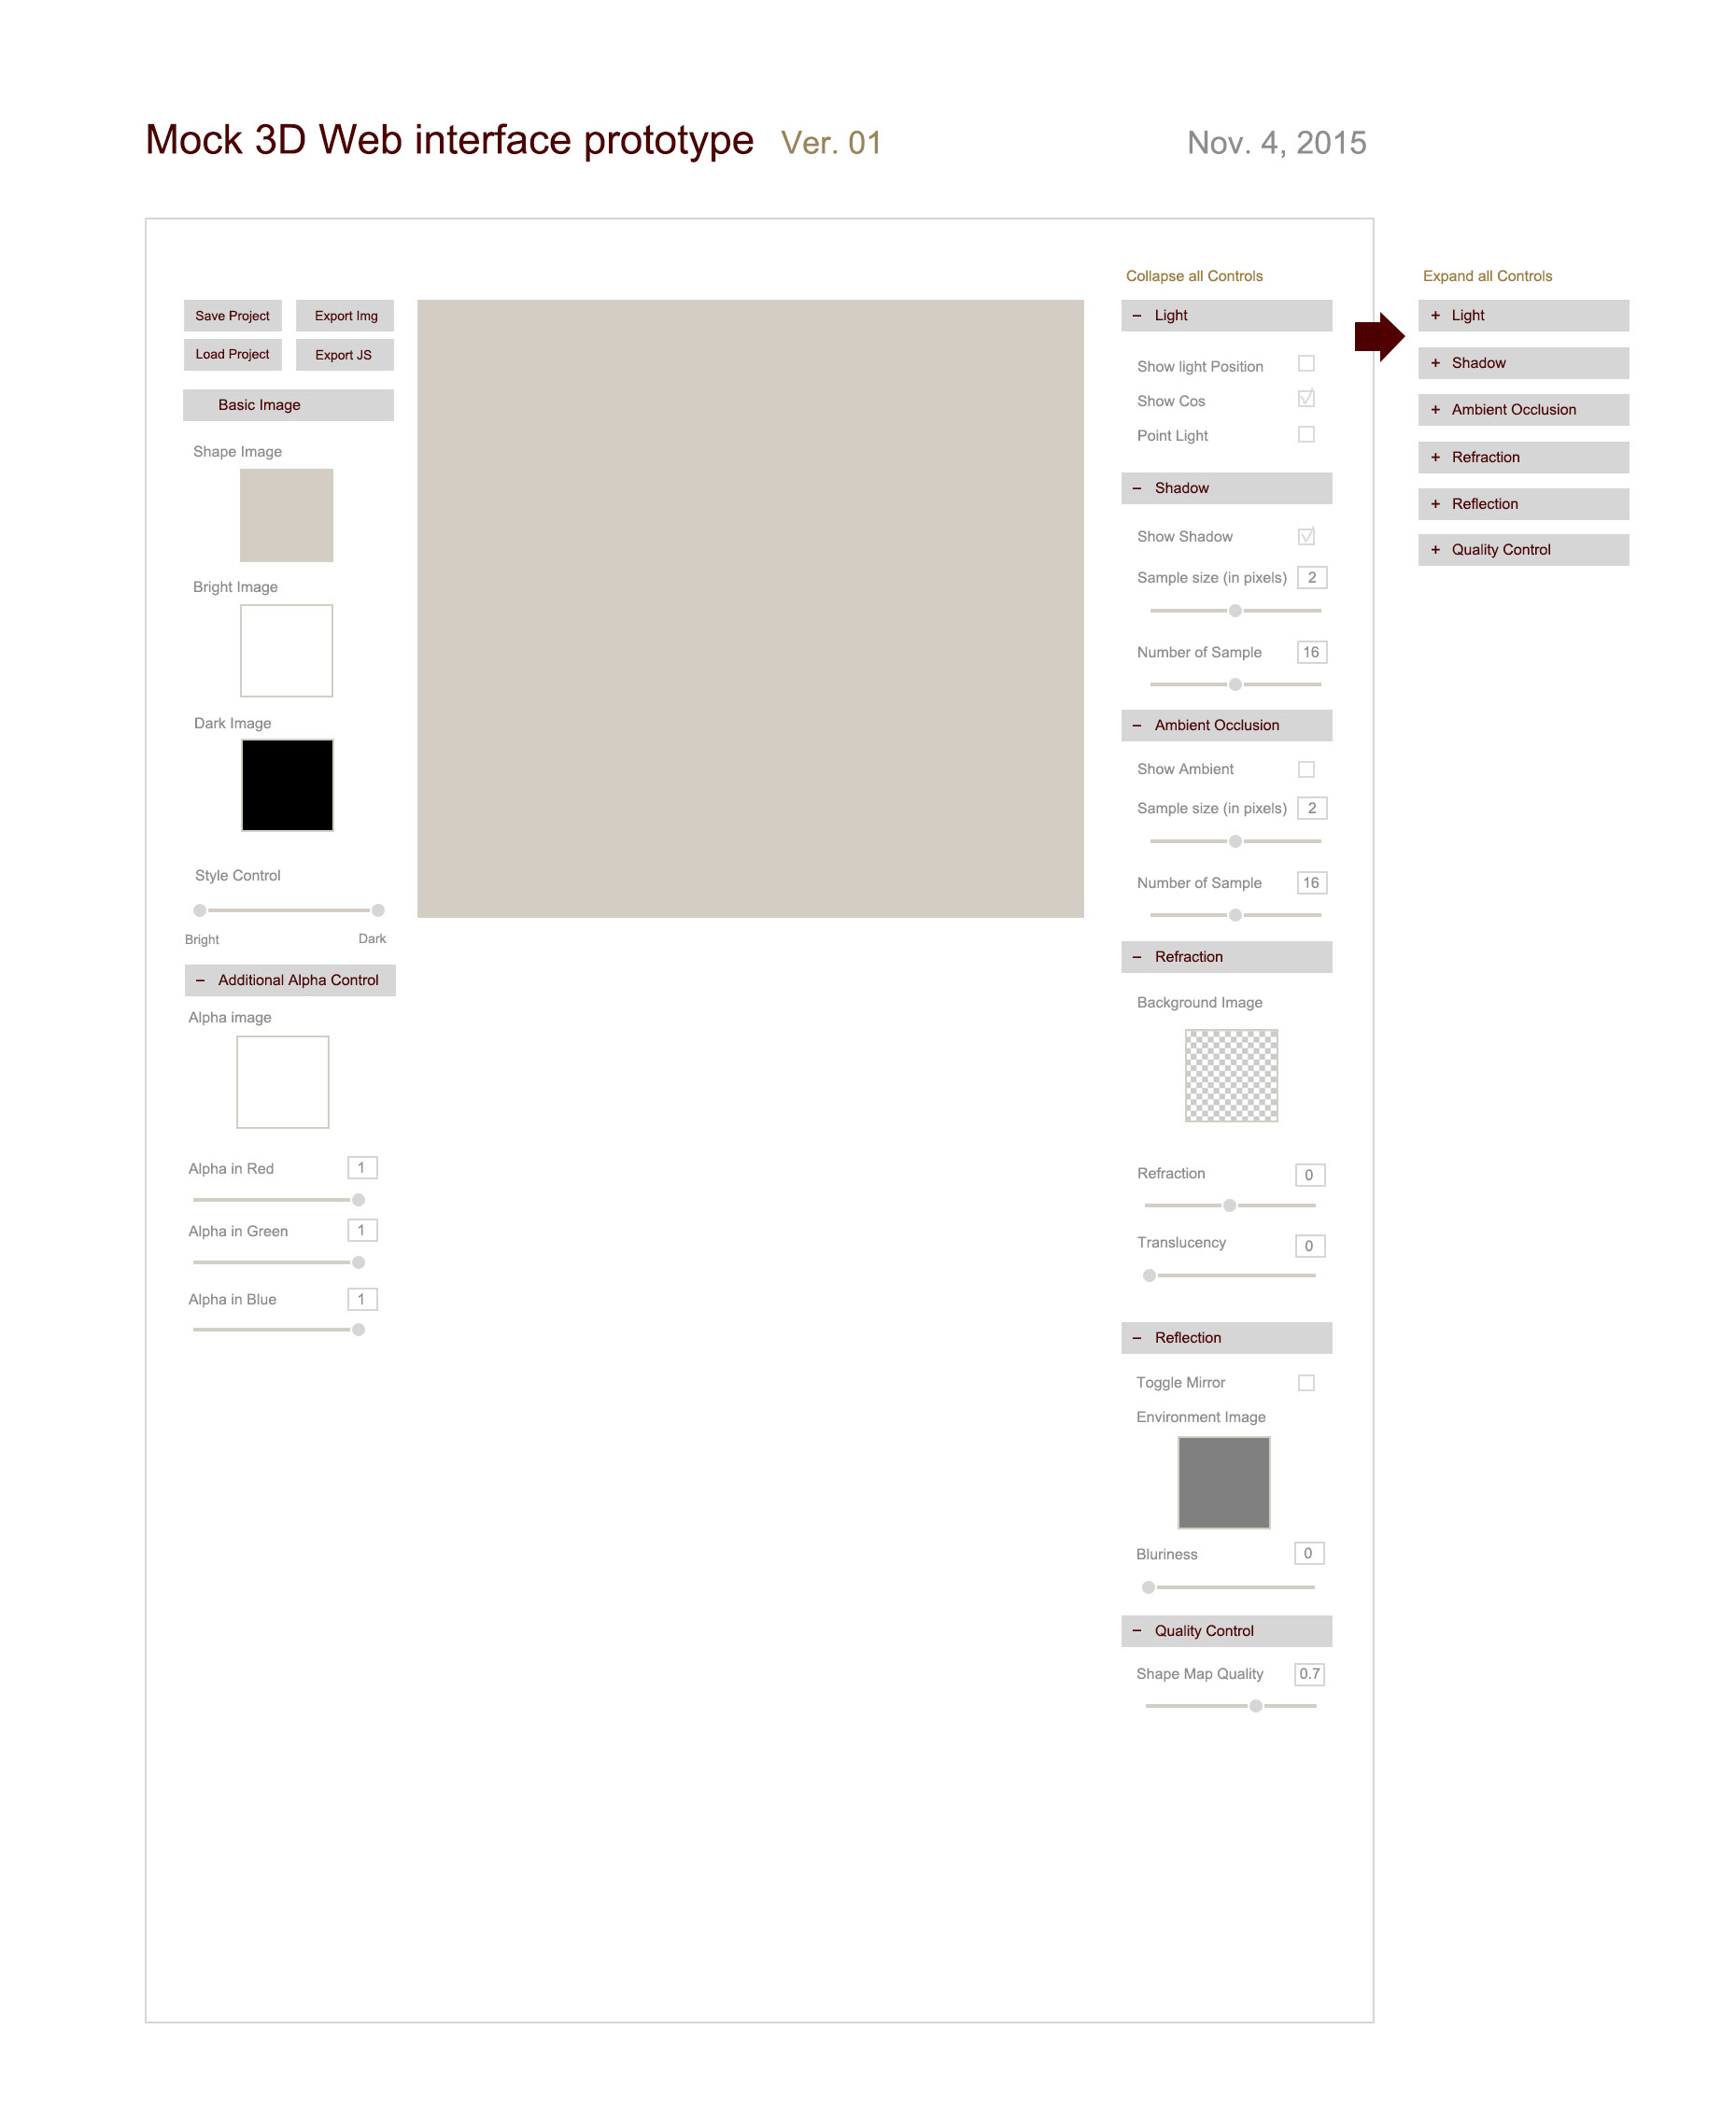 Mock 3D Web interface prototype Ver. 01 Nov. 4, 2015
Save Project Export Img
Load Project Export JS
Basic Image
Shape Image
Bright Image
Dark Image
Style Control
Bright Dark
– Additional Alpha Control
Alpha image
Alpha in Red 1
Alpha in Green 1
Alpha in Blue 1
Collapse all Controls
– Light
Show light Position
Show Cos
Point Light
– Shadow
Show Shadow
Sample size (in pixels) 2
Number of Sample 16
– Ambient Occlusion
Show Ambient
Sample size (in pixels) 2
Number of Sample 16
– Refraction
Background Image
Refraction 0
Translucency 0
– Reflection
Toggle Mirror
Environment Image
Bluriness 0
– Quality Control
Shape Map Quality 0.7
Expand all Controls
+ Light
+ Shadow
+ Ambient Occlusion
+ Refraction
+ Reflection
+ Quality Control